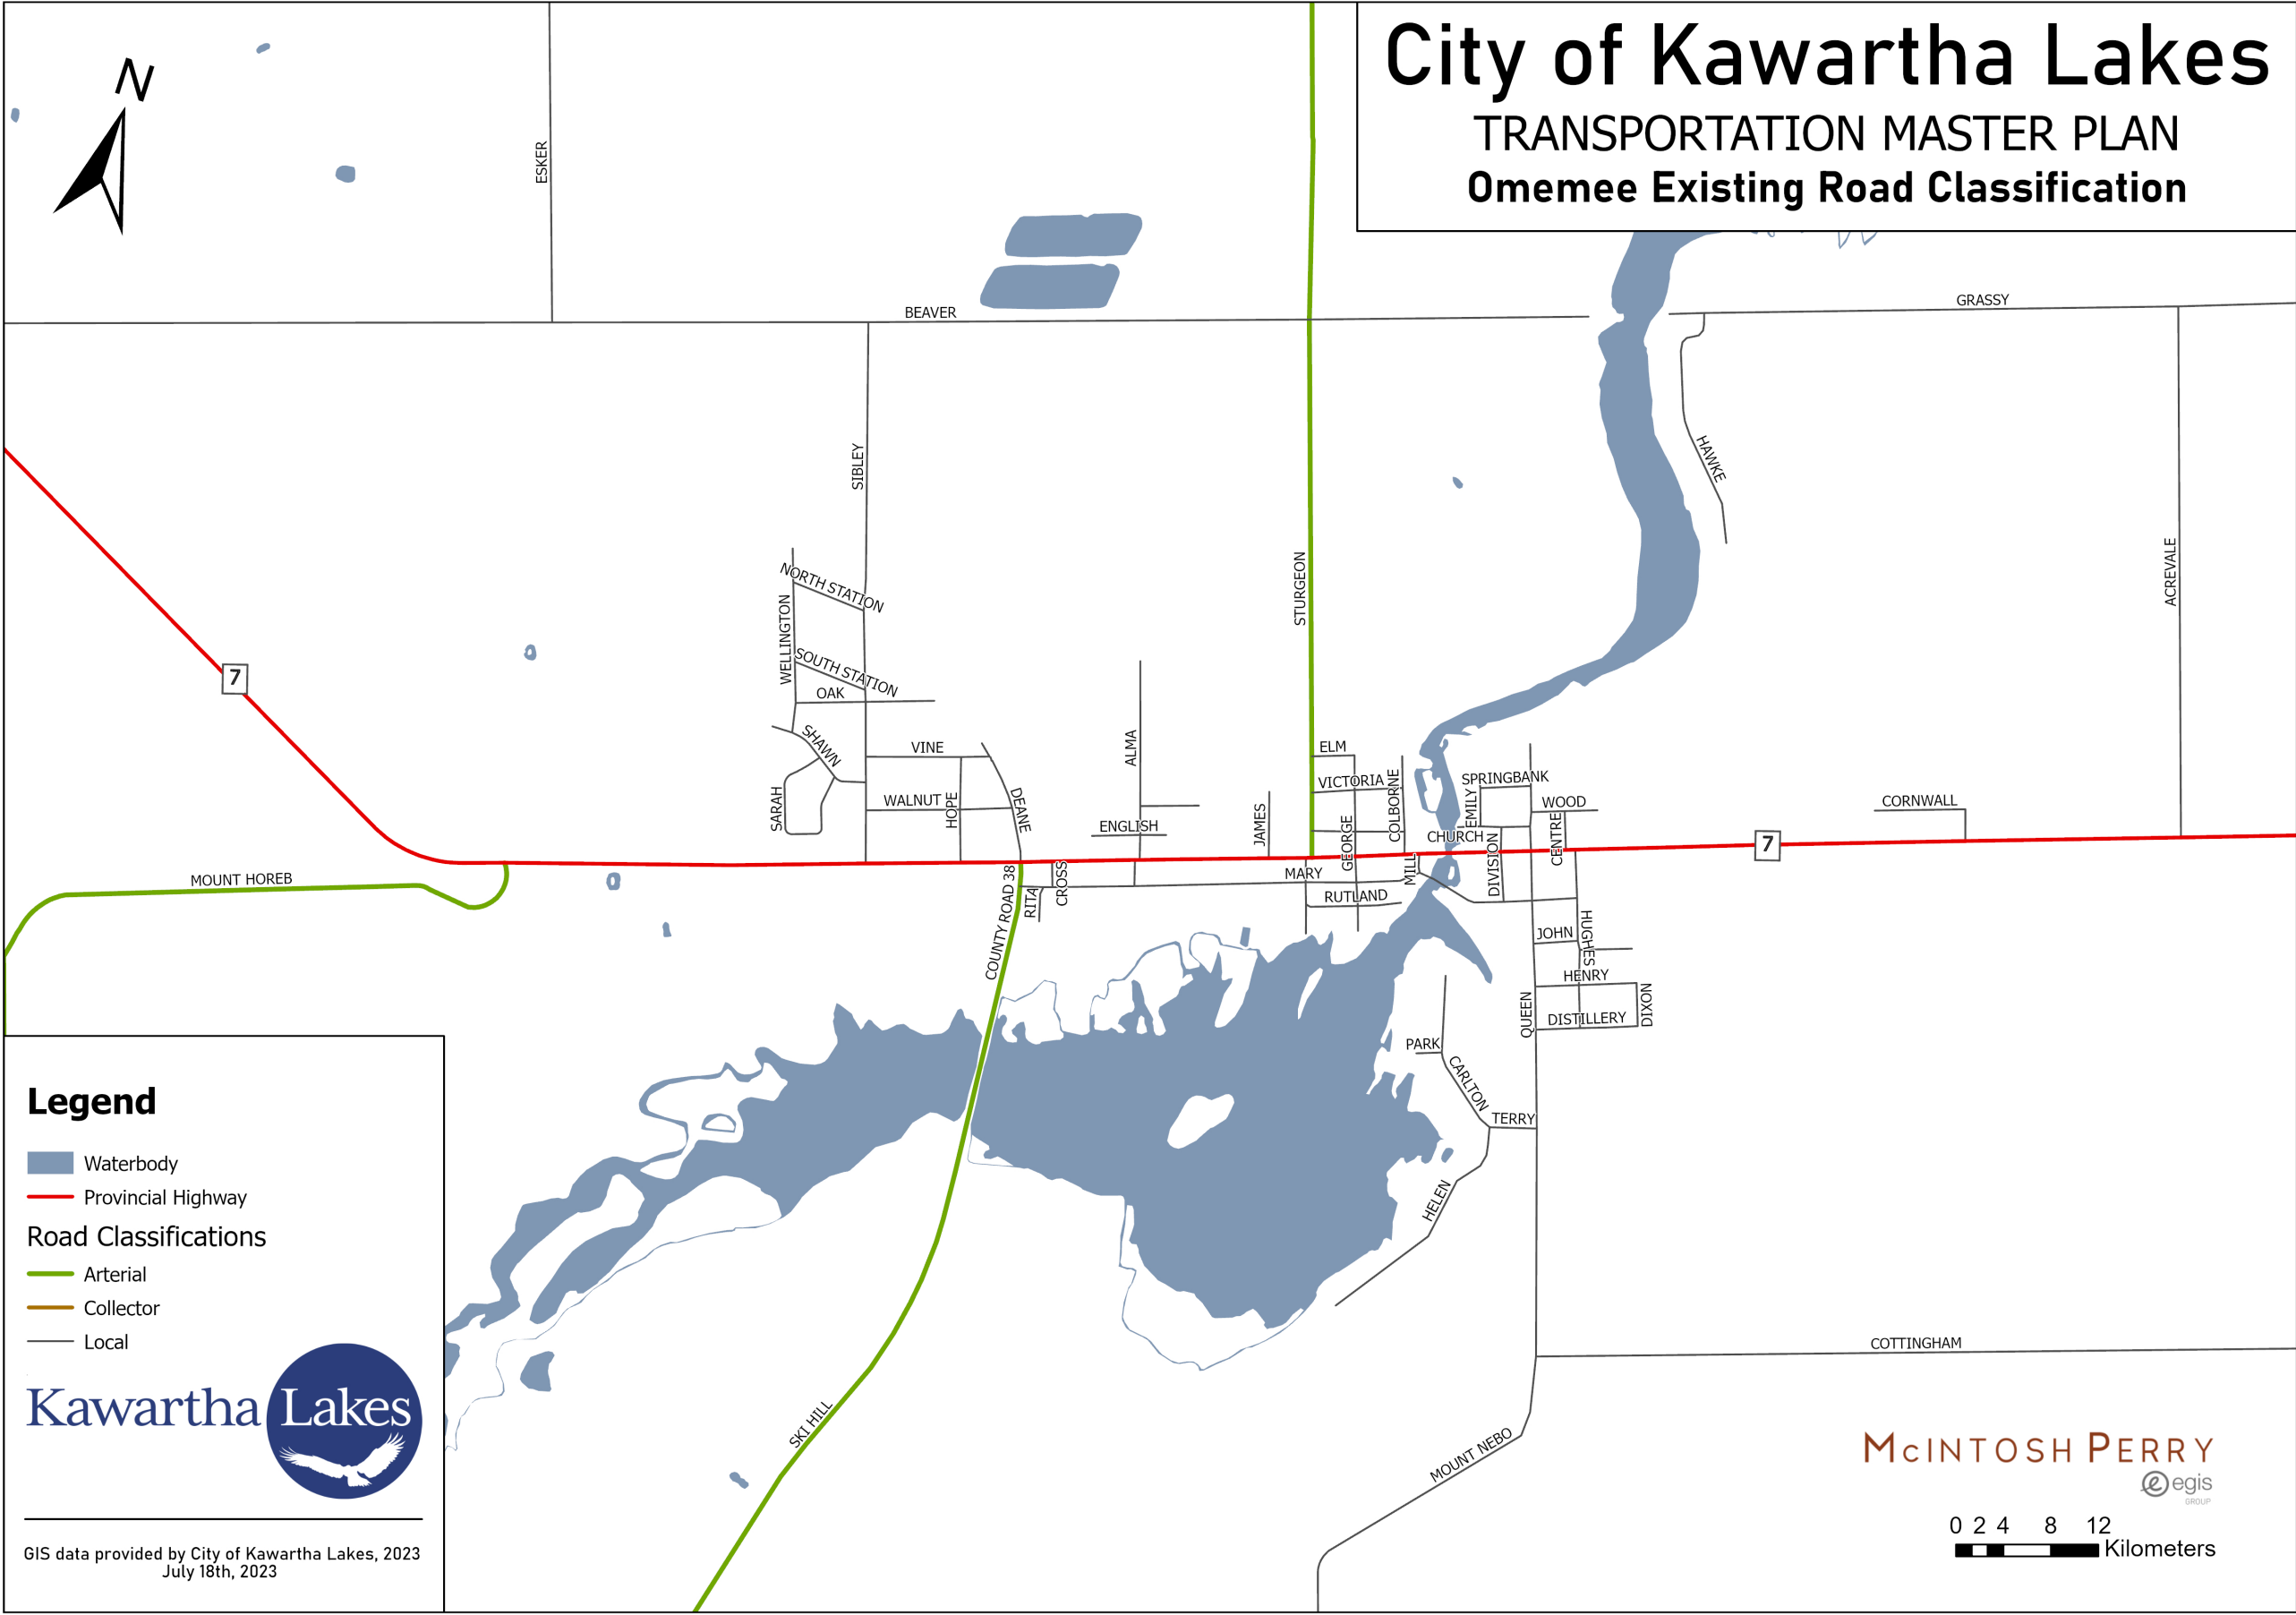 City of Kawartha Lakes
TRANSPORTATION MASTER PLAN
Omemee Existing Road Classification
N
ESKER
BEAVER
GRASSY
HAWKE
SIBLEY
STURGEON
ACREVALE
NORTH STATION
WELLINGTON
SOUTH STATION
OAK
7
SHAWN
VINE
ALMA
ELM
VICTORIA
COLBORNE
SPRINGBANK
EMILY
WOOD
CORNWALL
SARAH
WALNUT
HOPE
DEANE
ENGLISH
JAMES
GEORGE
CHURCH
DIVISION
CENTRE
7
MOUNT HOREB
COUNTY ROAD 38
RITA
CROSS
MARY
MILL
RUTLAND
JOHN
HUGHES
HENRY
QUEEN
DISTILLERY
DIXON
PARK
CARLTON
TERRY
HELEN
COTTINGHAM
SKI HILL
MOUNT NEBO
Legend
Waterbody
Provincial Highway
Road Classifications
Arterial
Collector
Local
Kawartha Lakes
GIS data provided by City of Kawartha Lakes, 2023
July 18th, 2023
McINTOSH PERRY
e egis
GROUP
0 2 4 8 12
Kilometers